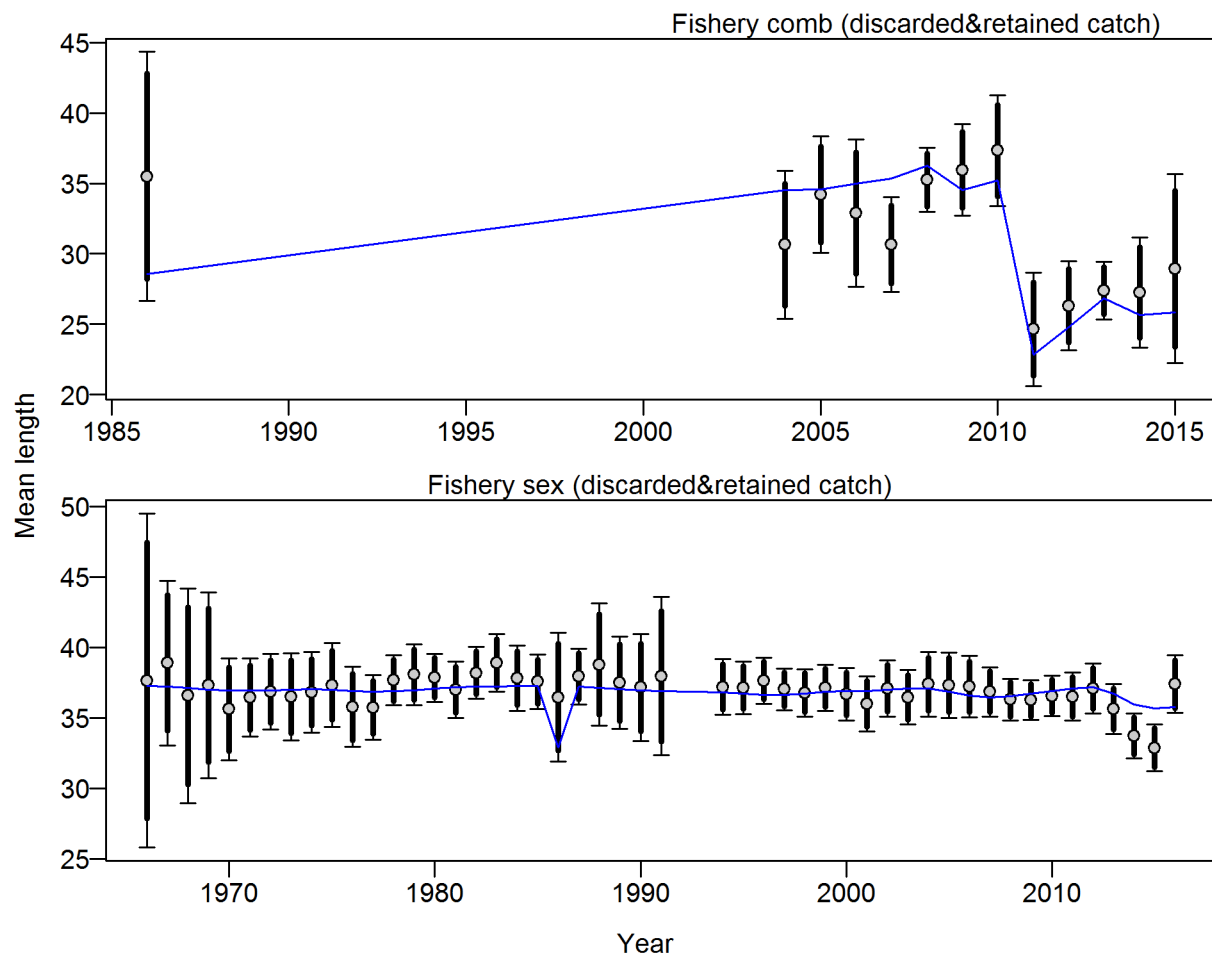 Fishery comb (discarded&retained catch)
45
40
35
30
25
20
1985 1990 1995 2000 2005 2010 2015
Mean length
Fishery sex (discarded&retained catch)
50
45
40
35
30
25
1970 1980 1990 2000 2010
Year